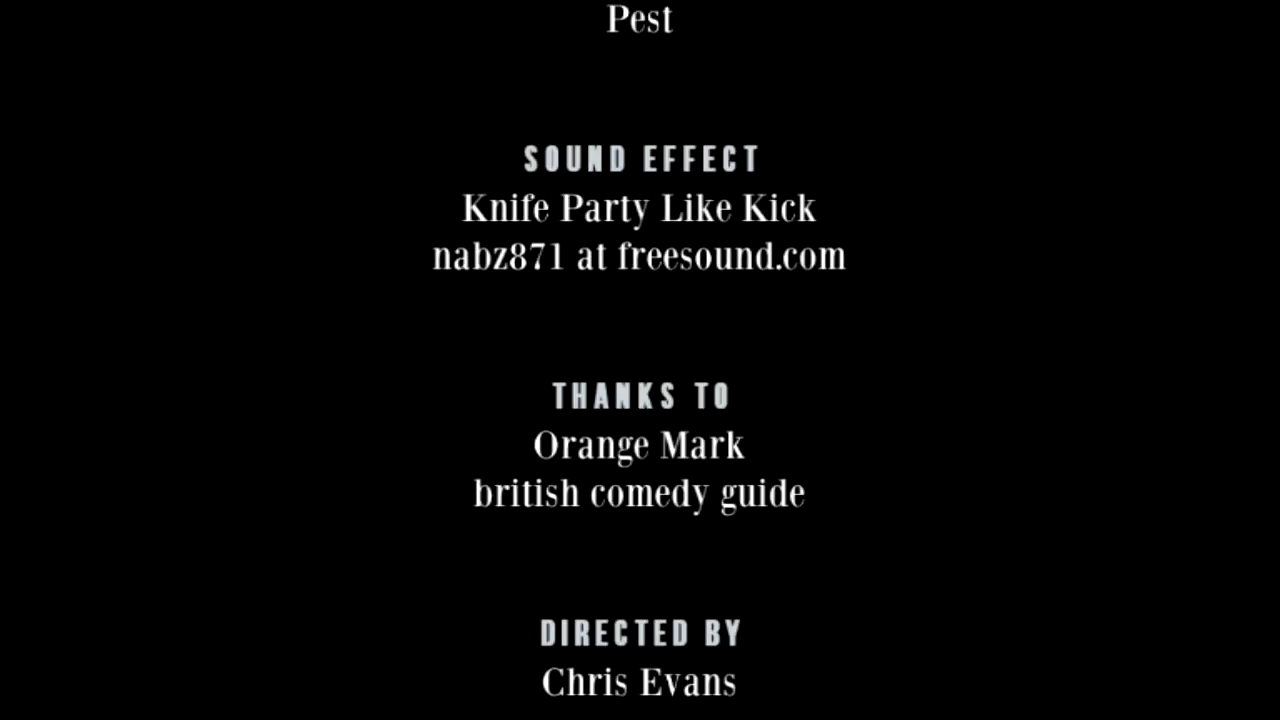 Pest
SOUND EFFECT
Knife Party Like Kick
nabz871 at freesound.com
THANKS TO
Orange Mark
british comedy guide
DIRECTED BY
Chris Evans